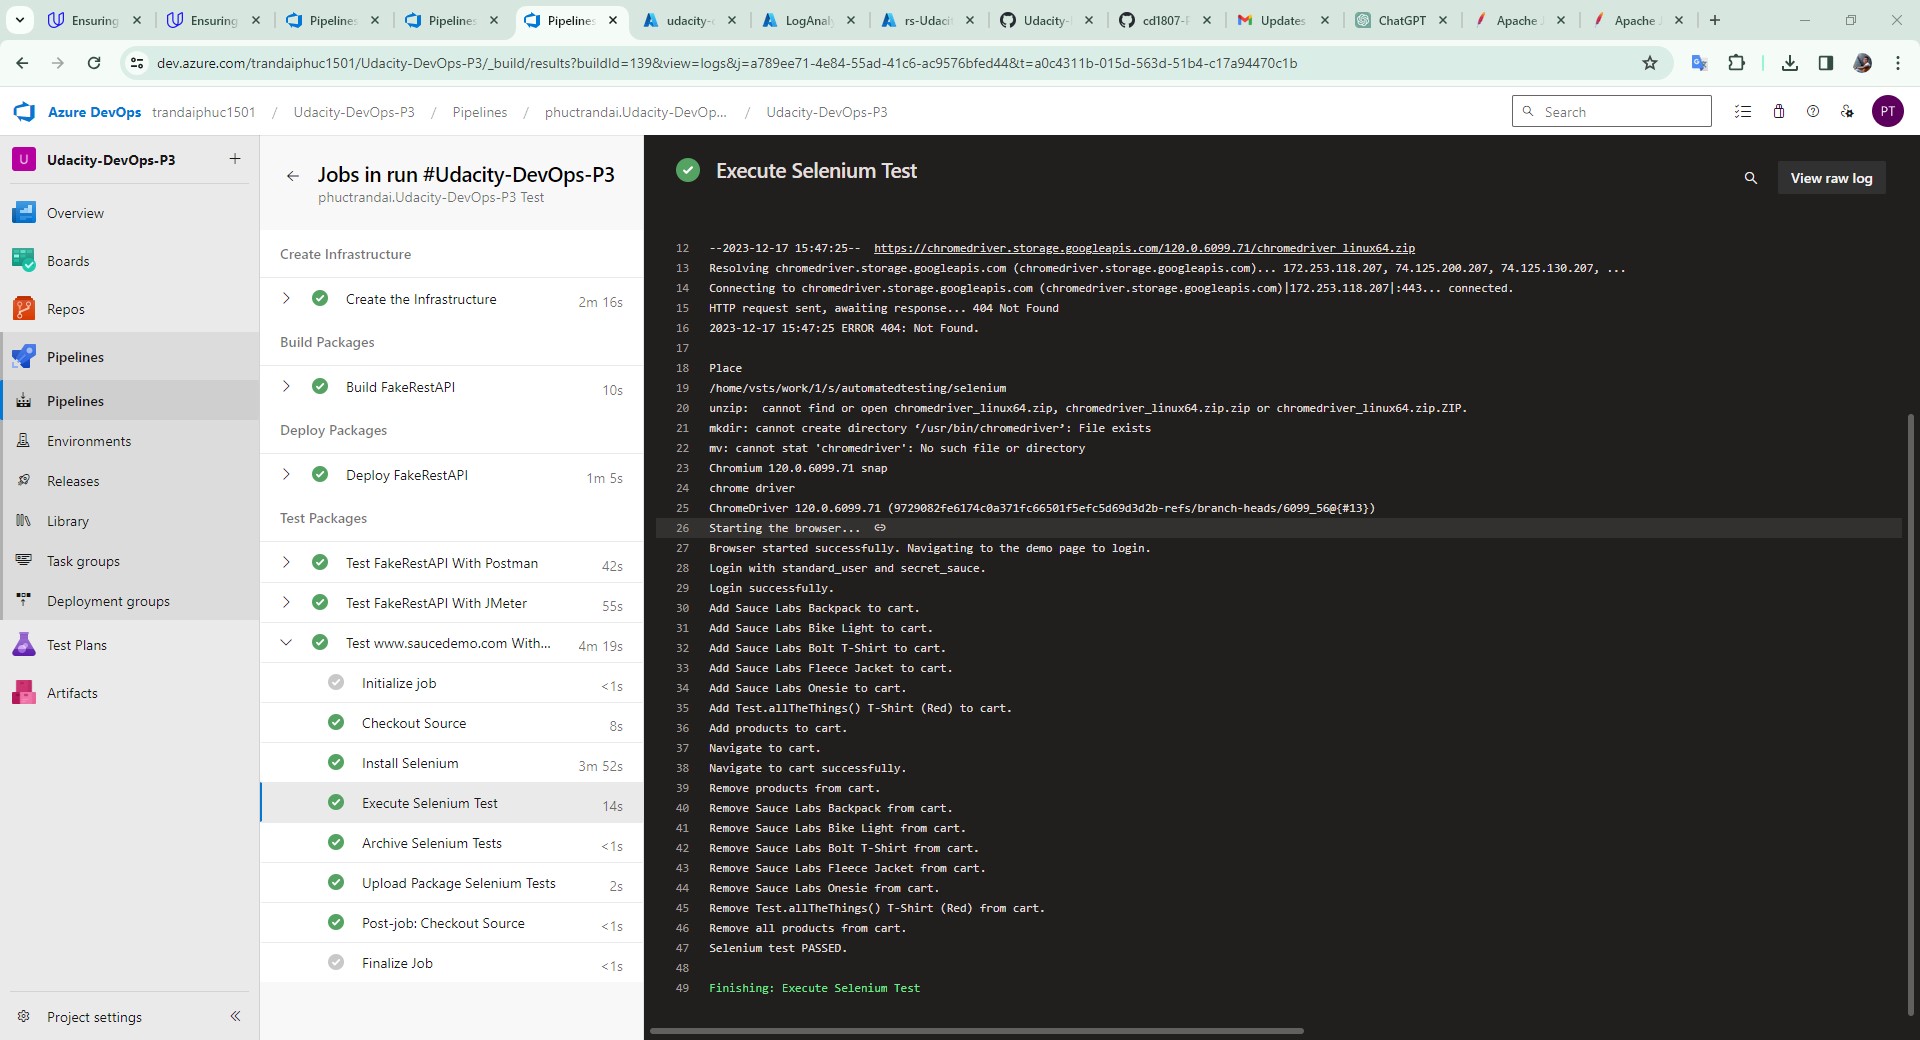 Ensuring
Ensuring
Pipelines
Pipelines
Pipelines
udacity-
LogAnal
rs-Udaci
Udacity-
cd1807-
Updates
ChatGPT
Apache
Apache
dev.azure.com/trandaiphuc1501/Udacity-DevOps-P3/_build/results?buildId=139&view=logs&j=a789ee71-4e84-55ad-41c6-ac9576bfed44&t=a0c4311b-015d-563d-51b4-c17a94470c1b
Azure DevOps trandaiphuc1501 / Udacity-DevOps-P3 / Pipelines / phuctrandai.Udacity-DevOp... / Udacity-DevOps-P3
Search
PT
U Udacity-DevOps-P3
Overview
Boards
Repos
Pipelines
Pipelines
Environments
Releases
Library
Task groups
Deployment groups
Test Plans
Artifacts
Project settings
Jobs in run #Udacity-DevOps-P3
phuctrandai.Udacity-DevOps-P3 Test
Create Infrastructure
Create the Infrastructure 2m 16s
Build Packages
Build FakeRestAPI 10s
Deploy Packages
Deploy FakeRestAPI 1m 5s
Test Packages
Test FakeRestAPI With Postman 42s
Test FakeRestAPI With JMeter 55s
Test www.saucedemo.com With... 4m 19s
Initialize job <1s
Checkout Source 8s
Install Selenium 3m 52s
Execute Selenium Test 14s
Archive Selenium Tests <1s
Upload Package Selenium Tests 2s
Post-job: Checkout Source <1s
Finalize Job <1s
Execute Selenium Test
View raw log
12 --2023-12-17 15:47:25-- https://chromedriver.storage.googleapis.com/120.0.6099.71/chromedriver_linux64.zip
13 Resolving chromedriver.storage.googleapis.com (chromedriver.storage.googleapis.com)... 172.253.118.207, 74.125.200.207, 74.125.130.207, ...
14 Connecting to chromedriver.storage.googleapis.com (chromedriver.storage.googleapis.com)|172.253.118.207|:443... connected.
15 HTTP request sent, awaiting response... 404 Not Found
16 2023-12-17 15:47:25 ERROR 404: Not Found.
17
18 Place
19 /home/vsts/work/1/s/automatedtesting/selenium
20 unzip:  cannot find or open chromedriver_linux64.zip, chromedriver_linux64.zip.zip or chromedriver_linux64.zip.ZIP.
21 mkdir: cannot create directory ‘/usr/bin/chromedriver’: File exists
22 mv: cannot stat 'chromedriver': No such file or directory
23 Chromium 120.0.6099.71 snap
24 chrome driver
25 ChromeDriver 120.0.6099.71 (9729082fe6174c0a371fc66501f5efc5d69d3d2b-refs/branch-heads/6099_56@{#13})
26 Starting the browser...
27 Browser started successfully. Navigating to the demo page to login.
28 Login with standard_user and secret_sauce.
29 Login successfully.
30 Add Sauce Labs Backpack to cart.
31 Add Sauce Labs Bike Light to cart.
32 Add Sauce Labs Bolt T-Shirt to cart.
33 Add Sauce Labs Fleece Jacket to cart.
34 Add Sauce Labs Onesie to cart.
35 Add Test.allTheThings() T-Shirt (Red) to cart.
36 Add products to cart.
37 Navigate to cart.
38 Navigate to cart successfully.
39 Remove products from cart.
40 Remove Sauce Labs Backpack from cart.
41 Remove Sauce Labs Bike Light from cart.
42 Remove Sauce Labs Bolt T-Shirt from cart.
43 Remove Sauce Labs Fleece Jacket from cart.
44 Remove Sauce Labs Onesie from cart.
45 Remove Test.allTheThings() T-Shirt (Red) from cart.
46 Remove all products from cart.
47 Selenium test PASSED.
48
49 Finishing: Execute Selenium Test